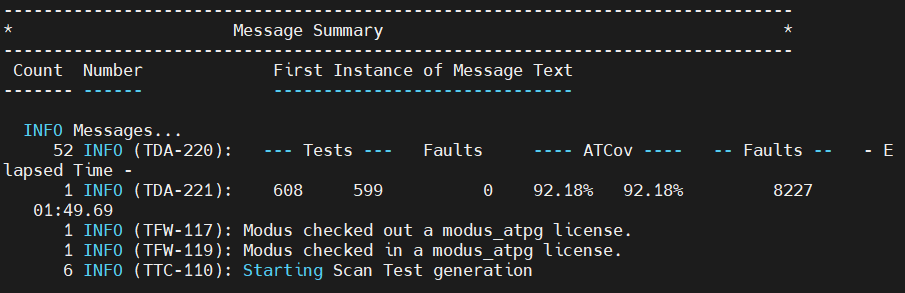 --------------------------------------------------------------------------------
*                      Message Summary                                         *
--------------------------------------------------------------------------------
 Count  Number             First Instance of Message Text
------- ------             ------------------------------

  INFO Messages...
     52 INFO (TDA-220):   --- Tests ---   Faults     ---- ATCov ----   -- Faults --   - E
lapsed Time -
      1 INFO (TDA-221):    608     599          0    92.18%   92.18%         8227
   01:49.69
      1 INFO (TFW-117): Modus checked out a modus_atpg license.
      1 INFO (TFW-119): Modus checked in a modus_atpg license.
      6 INFO (TTC-110): Starting Scan Test generation